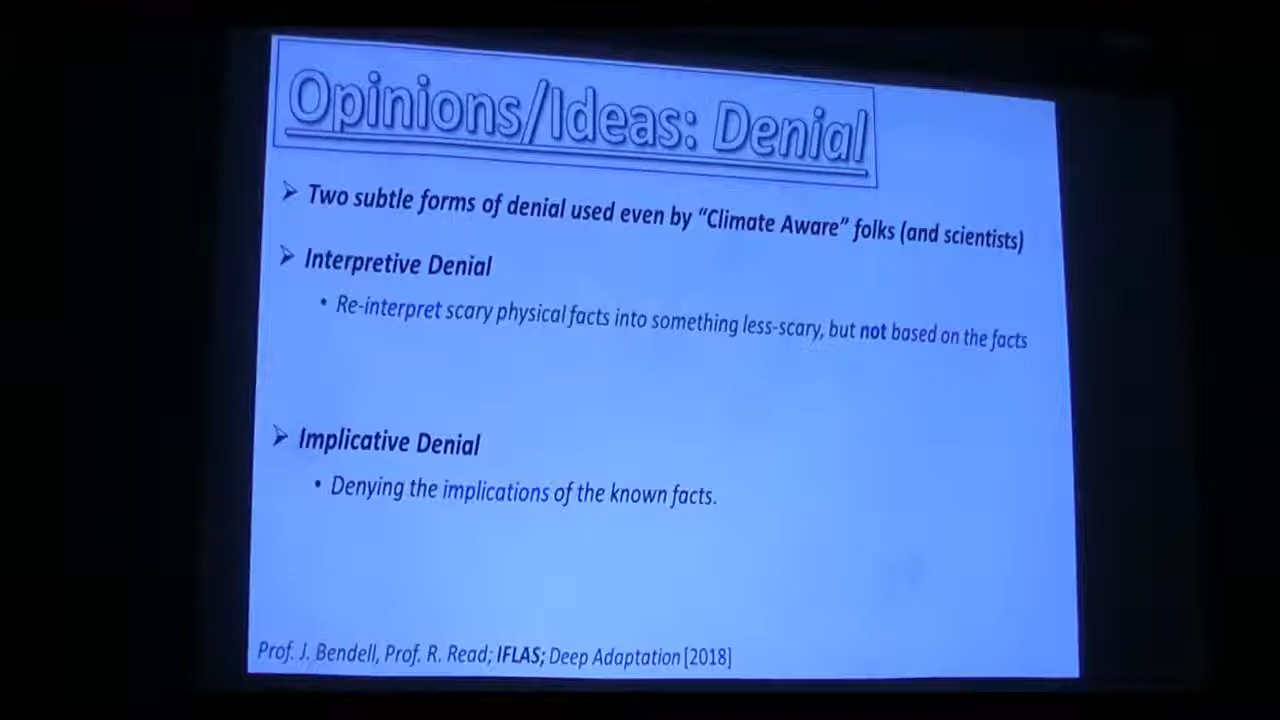 Opinions/Ideas: Denial
➢ Two subtle forms of denial used even by “Climate Aware” folks (and scientists)
➢ Interpretive Denial
• Re-interpret scary physical facts into something less-scary, but not based on the facts
➢ Implicative Denial
• Denying the implications of the known facts.
Prof. J. Bendell, Prof. R. Read; IFLAS; Deep Adaptation [2018]